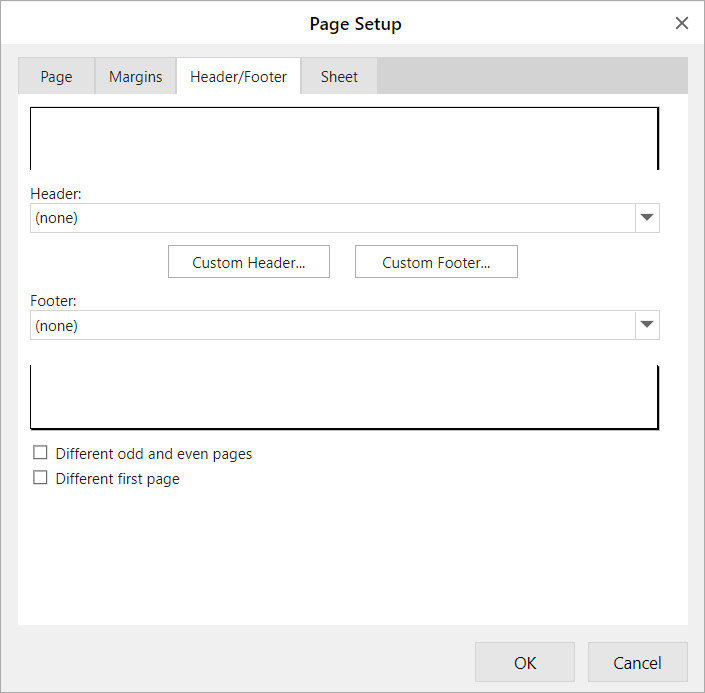 Page Setup
Page Margins Header/Footer Sheet
Header:
(none)
Custom Header... Custom Footer...
Footer:
(none)
Different odd and even pages
Different first page
OK Cancel